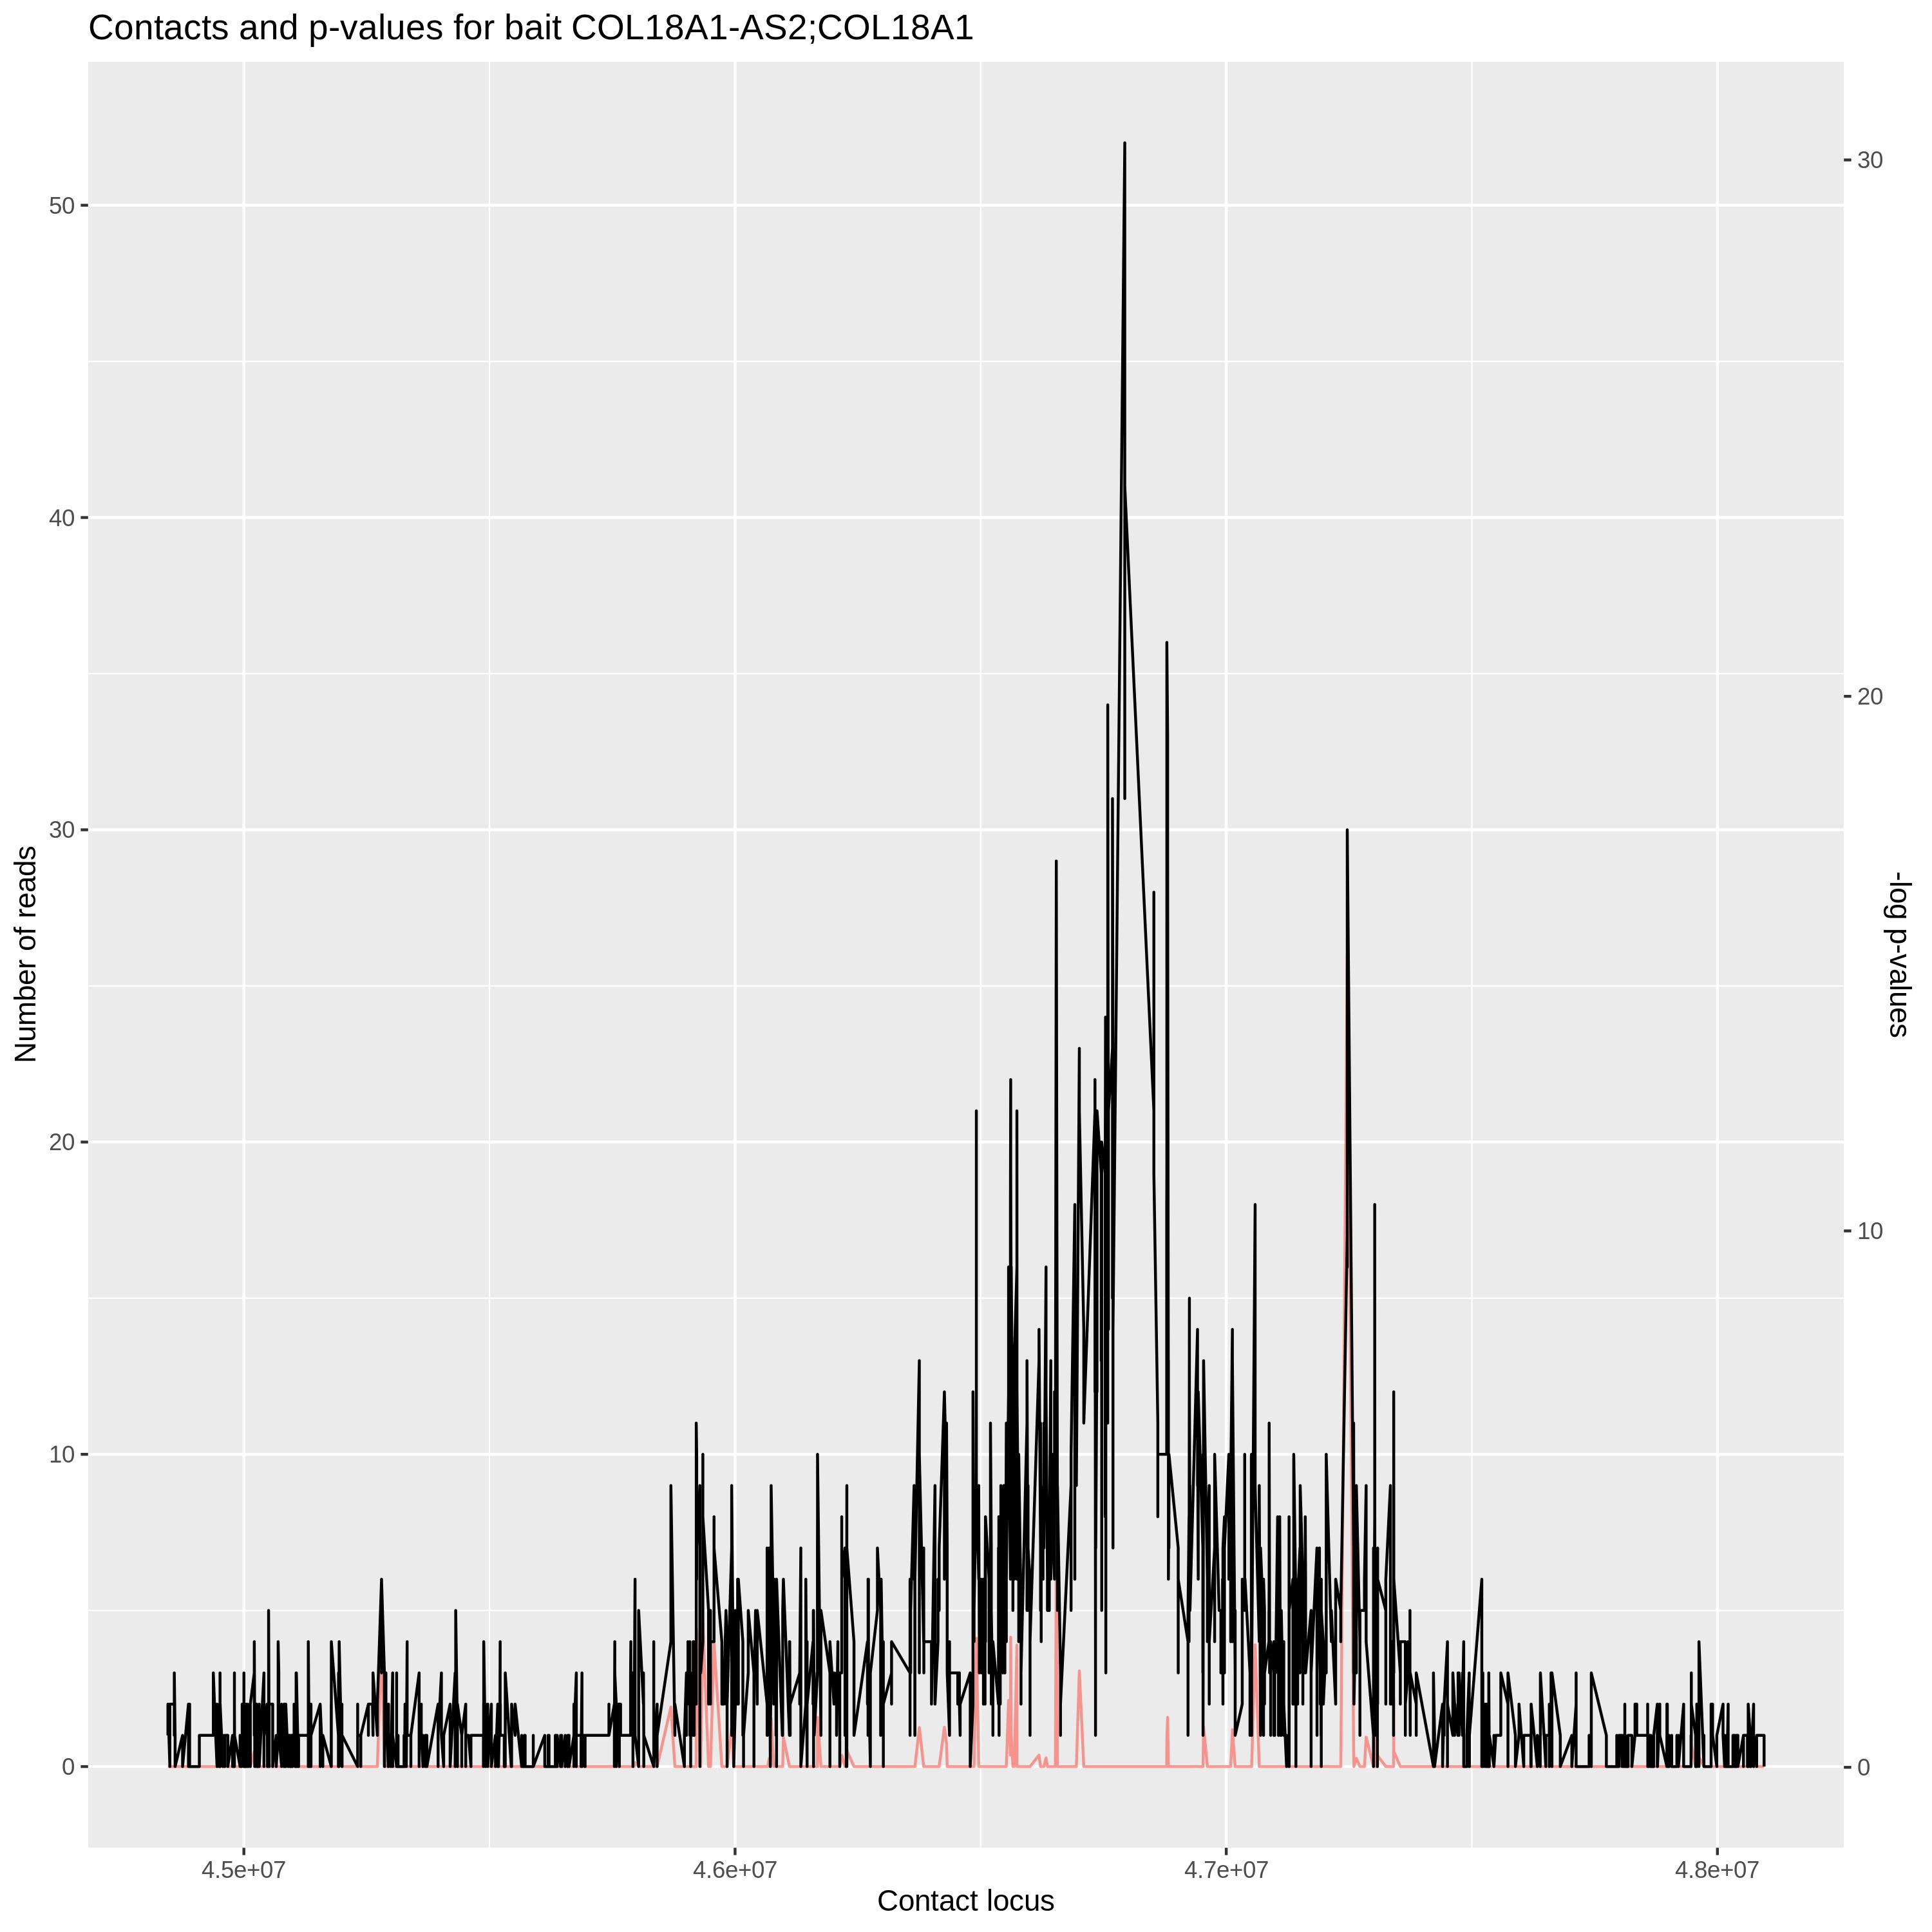 Contacts and p-values for bait COL18A1-AS2;COL18A1
50
40
30
20
10
0
Number of reads
30
20
10
0
-log p-values
4.5e+07
4.6e+07
4.7e+07
4.8e+07
Contact locus